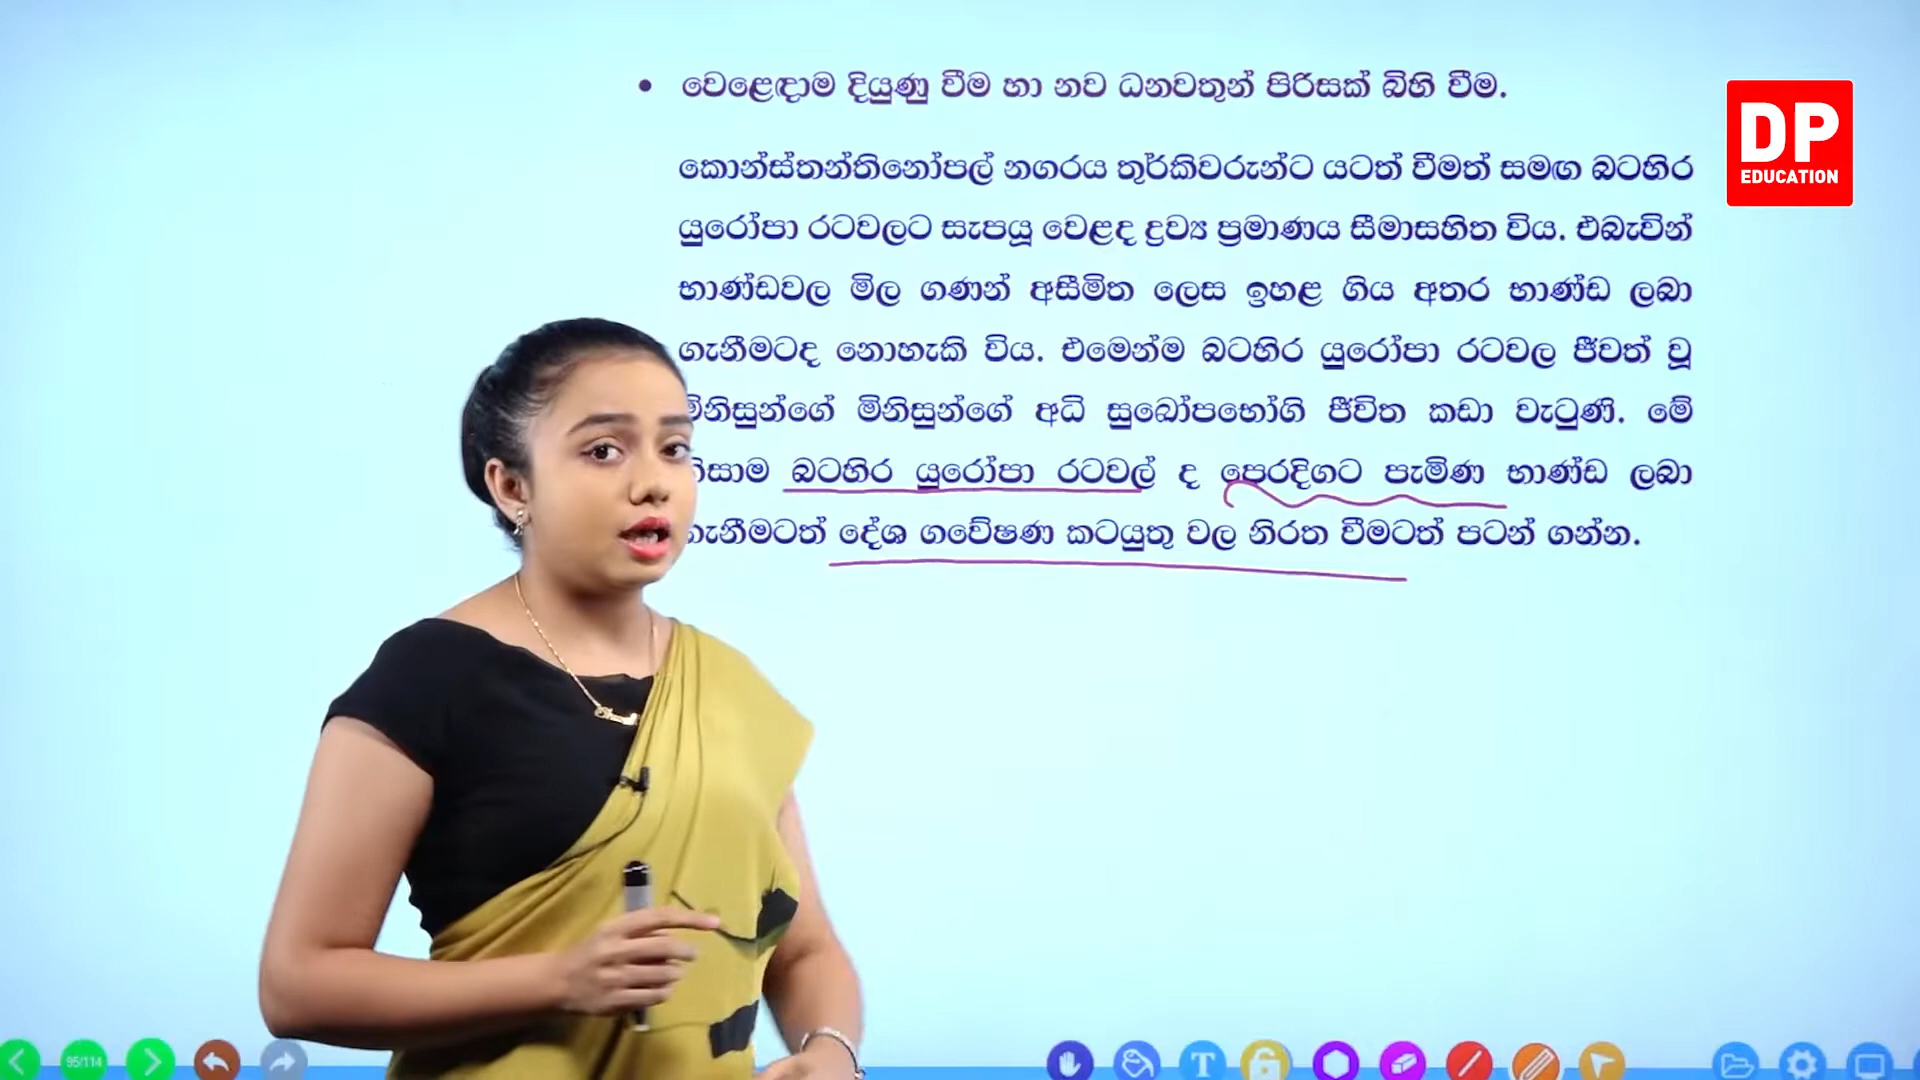 • වෙළෙඳාම දියුණු වීම හා නව ධනවතුන් පිරිසක් බිහි වීම.
DP
EDUCATION
කොන්ස්තන්තිනෝපල් නගරය තුර්කිවරුන්ට යටත් වීමත් සමඟ බටහිර
යුරෝපා රටවලට සැපයූ වෙළද ද්‍රව්‍ය ප්‍රමාණය සීමාසහිත විය. එබැවින්
භාණ්ඩවල මිල ගණන් අසීමිත ලෙස ඉහළ ගිය අතර භාණ්ඩ ලබා
ගැනීමටද නොහැකි විය. එමෙන්ම බටහිර යුරෝපා රටවල ජීවත් වූ
මිනිසුන්ගේ මිනිසුන්ගේ අධි සුඛෝපභෝගි ජීවිත කඩා වැටුණි. මේ
බටහිර යුරෝපා රටවල් ද පෙරදිගට පැමිණ භාණ්ඩ ලබා
දේශ ගවේෂණ කටයුතු වල නිරත වීමටත් පටන් ගන්න.
95/114
T